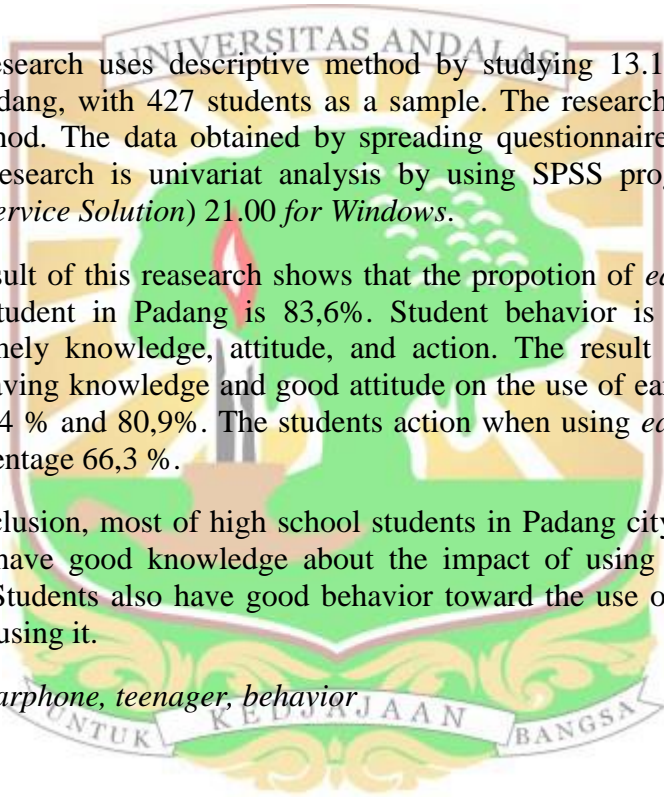 UNIVERSITAS ANDALAS
esearch uses descriptive method by studying 13.1
dang, with 427 students as a sample. The research
hod. The data obtained by spreading questionnaire
esearch is univariat analysis by using SPSS prog
ervice Solution) 21.00 for Windows.
sult of this reasearch shows that the propotion of ea
tudent in Padang is 83,6%. Student behavior is
nely knowledge, attitude, and action. The result
aving knowledge and good attitude on the use of ear
4 % and 80,9%. The students action when using ea
entage 66,3 %.
clusion, most of high school students in Padang city
have good knowledge about the impact of using
Students also have good behavior toward the use o
using it.
arphone, teenager, behavior
UNTUK KEDJAJAAN BANGSA